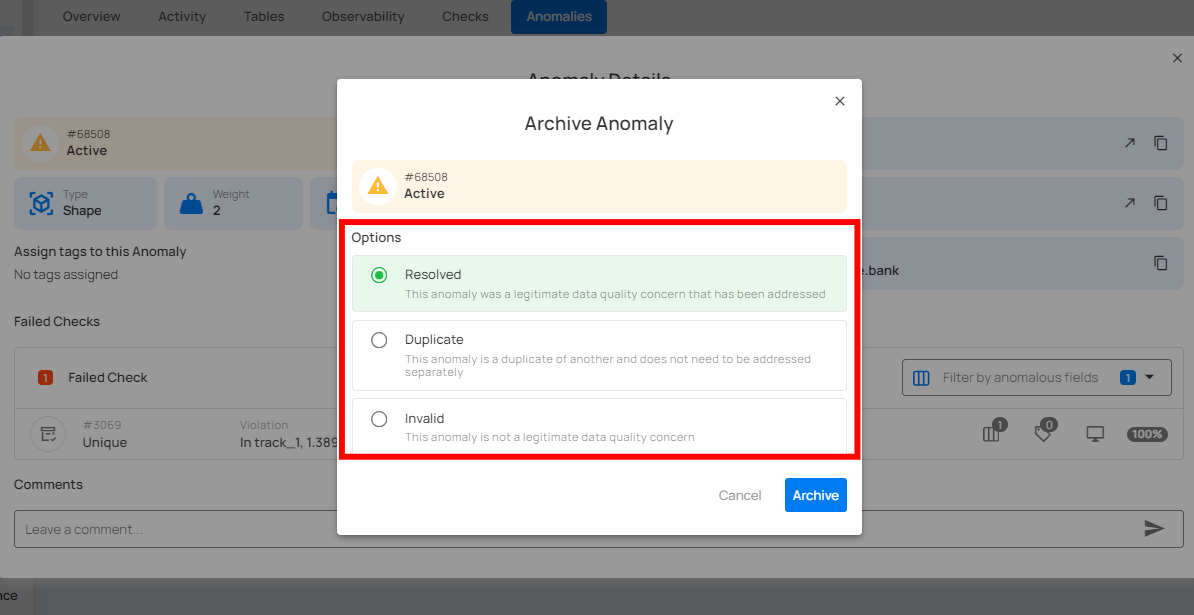 Overview Activity Tables Observability Checks Anomalies
Anomaly Details
#68508
Active
Type
Shape
Weight
2
Assign tags to this Anomaly
No tags assigned
Failed Checks
1 Failed Check
#3069
Unique
Violation
In track_1, 1.389
Comments
Leave a comment...
Archive Anomaly
#68508
Active
Options
Resolved
This anomaly was a legitimate data quality concern that has been addressed
Duplicate
This anomaly is a duplicate of another and does not need to be addressed
separately
Invalid
This anomaly is not a legitimate data quality concern
Cancel Archive
.bank
Filter by anomalous fields 1
1 0 100%